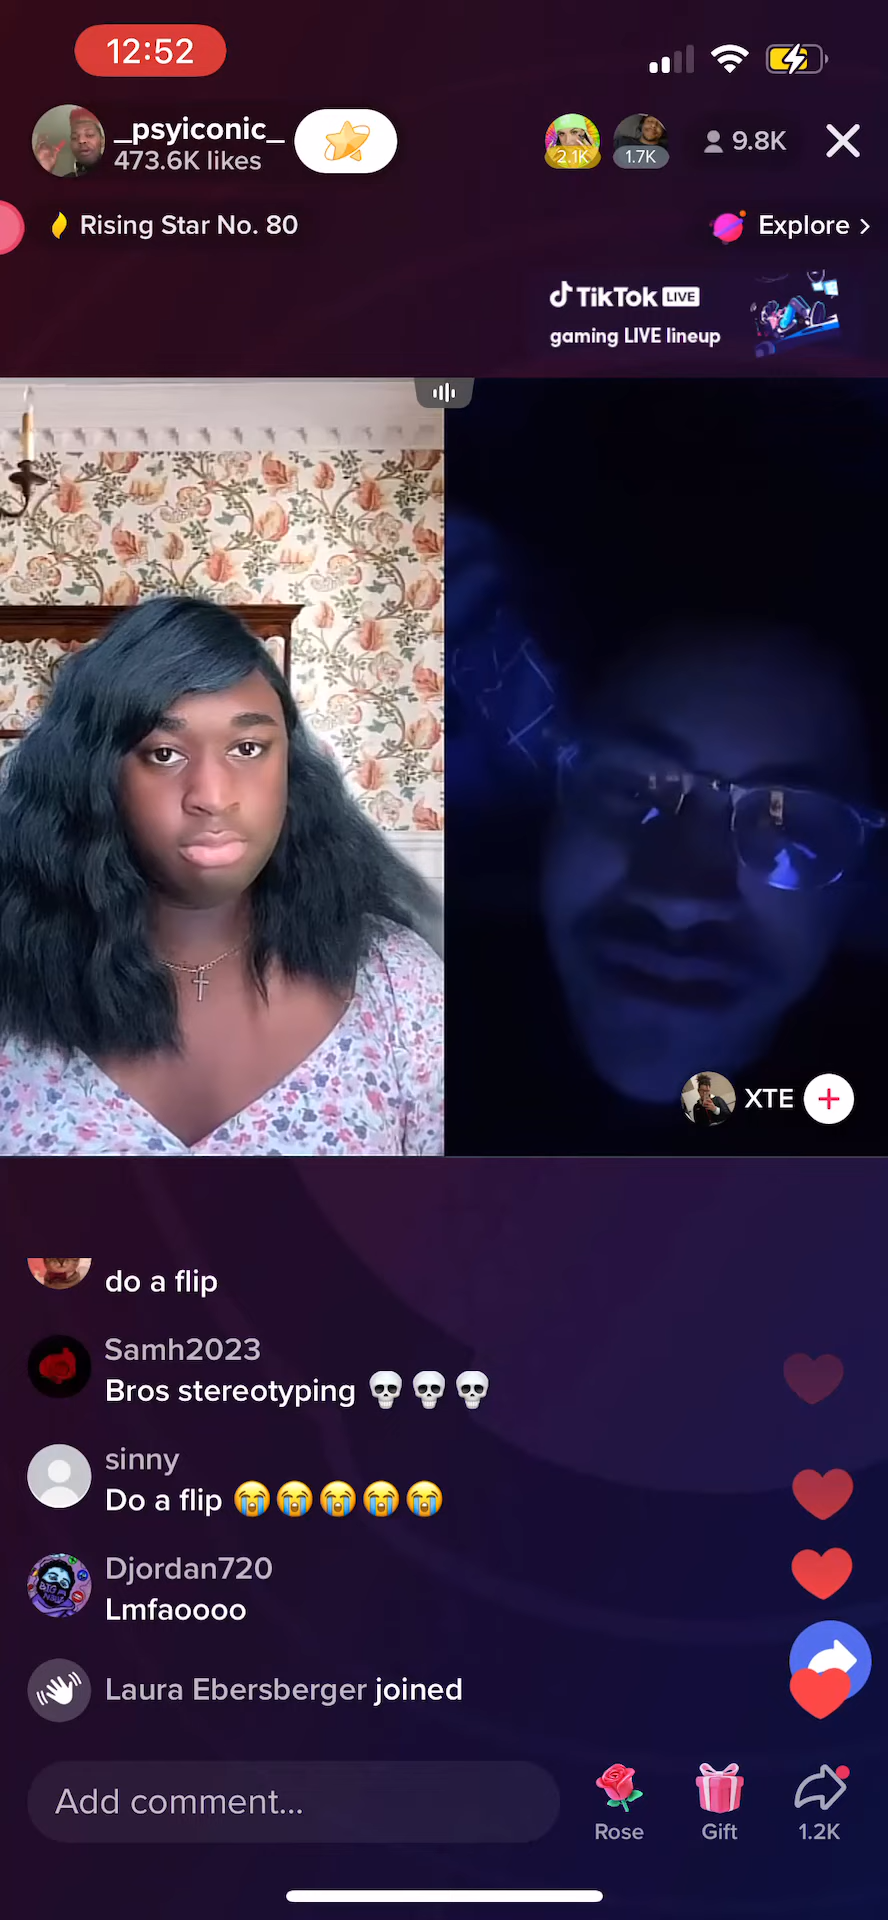 12:52
_psyiconic_
473.6K likes
2.1K
1.7K
9.8K
Rising Star No. 80
Explore >
TikTok LIVE
gaming LIVE lineup
XTE
do a flip
Samh2023
Bros stereotyping 💀💀💀
sinny
Do a flip 😭😭😭😭😭
Djordan720
Lmfaoooo
Laura Ebersberger joined
Add comment...
Rose
Gift
1.2K